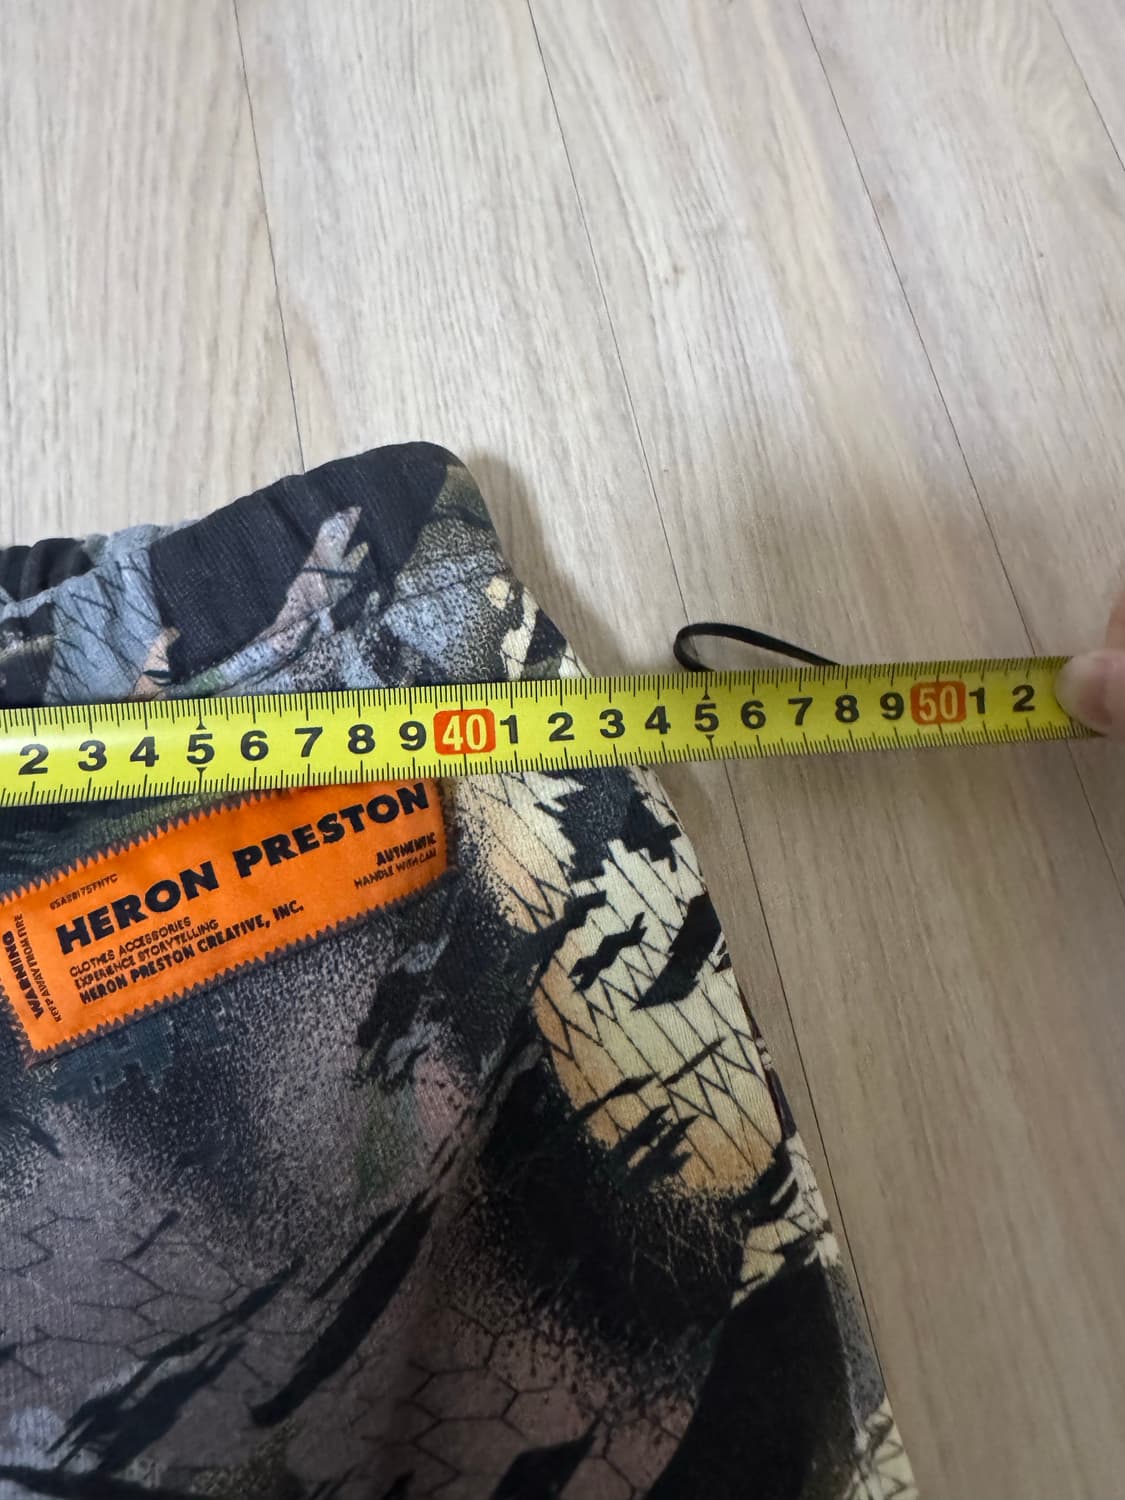 2 3 4 5 6 7 8 9 40 1 2 3 4 5 6 7 8 9 50 1 2
HERON PRESTON
AUTHENTIC
HANDLE WITH CARE
CLOTHES ACCESSORIES
EXPERIENCE STORYTELLING
HERON PRESTON CREATIVE, INC.
WARNING
KEEP AWAY FROM FIRE